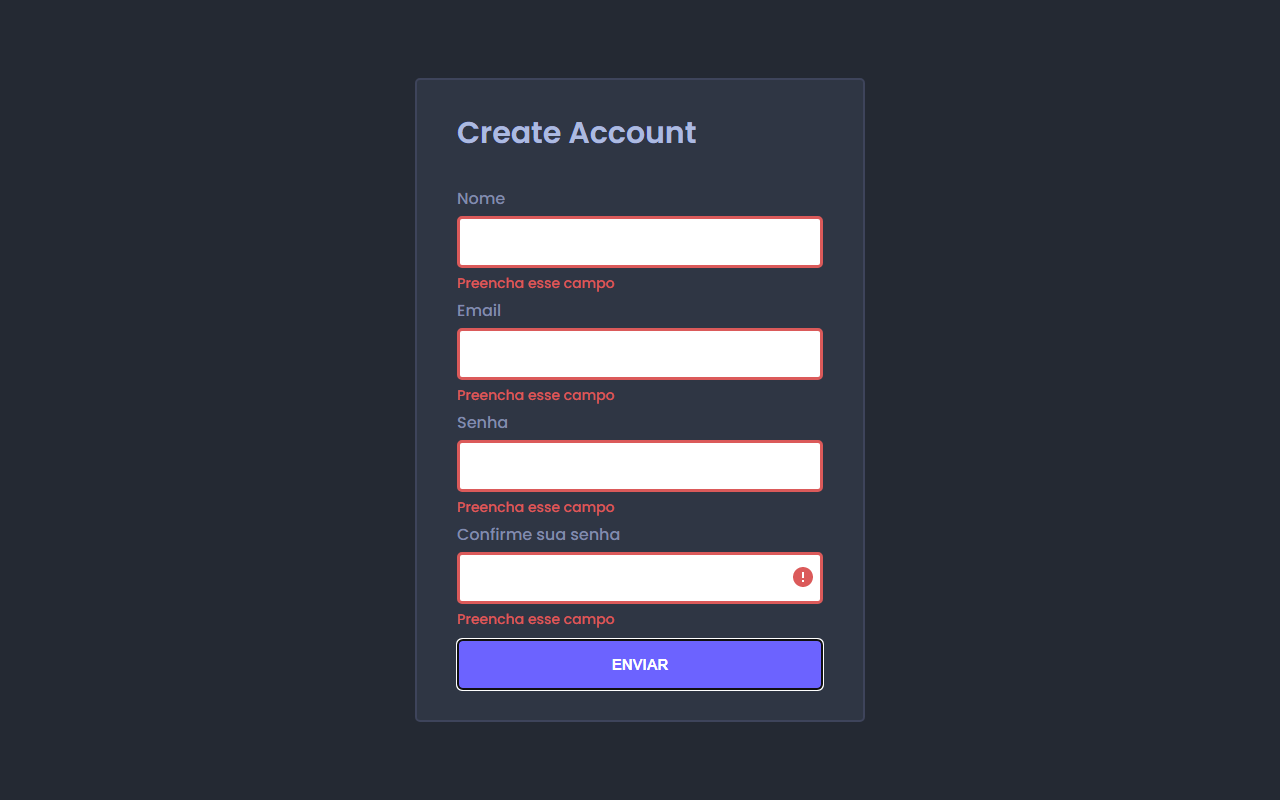 Create Account
Nome
Preencha esse campo
Email
Preencha esse campo
Senha
Preencha esse campo
Confirme sua senha
Preencha esse campo
ENVIAR